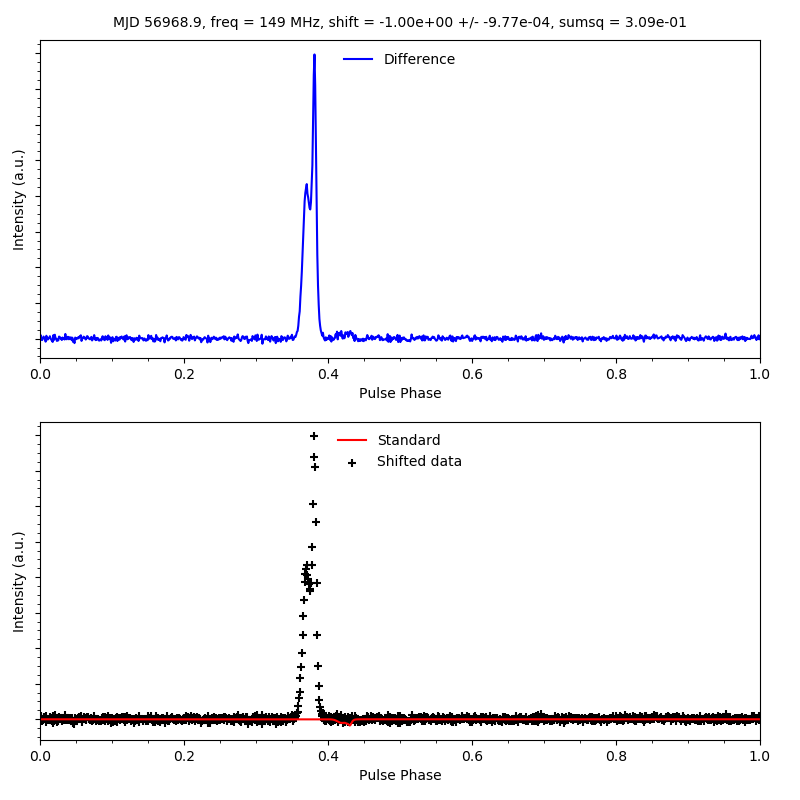 MJD 56968.9, freq = 149 MHz, shift = -1.00e+00 +/- -9.77e-04, sumsq = 3.09e-01
Difference
Intensity (a.u.)
0.0 0.2 0.4 0.6 0.8 1.0
Pulse Phase
Standard
Shifted data
Intensity (a.u.)
0.0 0.2 0.4 0.6 0.8 1.0
Pulse Phase